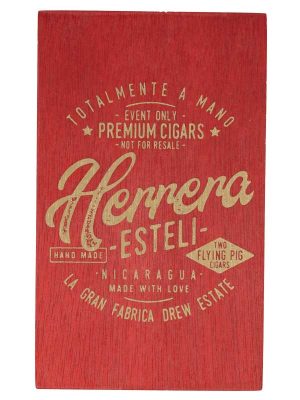 TOTALMENTE A MANO
- EVENT ONLY -
★ PREMIUM CIGARS ★
- NOT FOR RESALE -
Herrera
- ESTELI -
HAND MADE
TWO
FLYING PIG
CIGARS
· NICARAGUA ·
MADE WITH LOVE
LA GRAN FABRICA DREW ESTATE